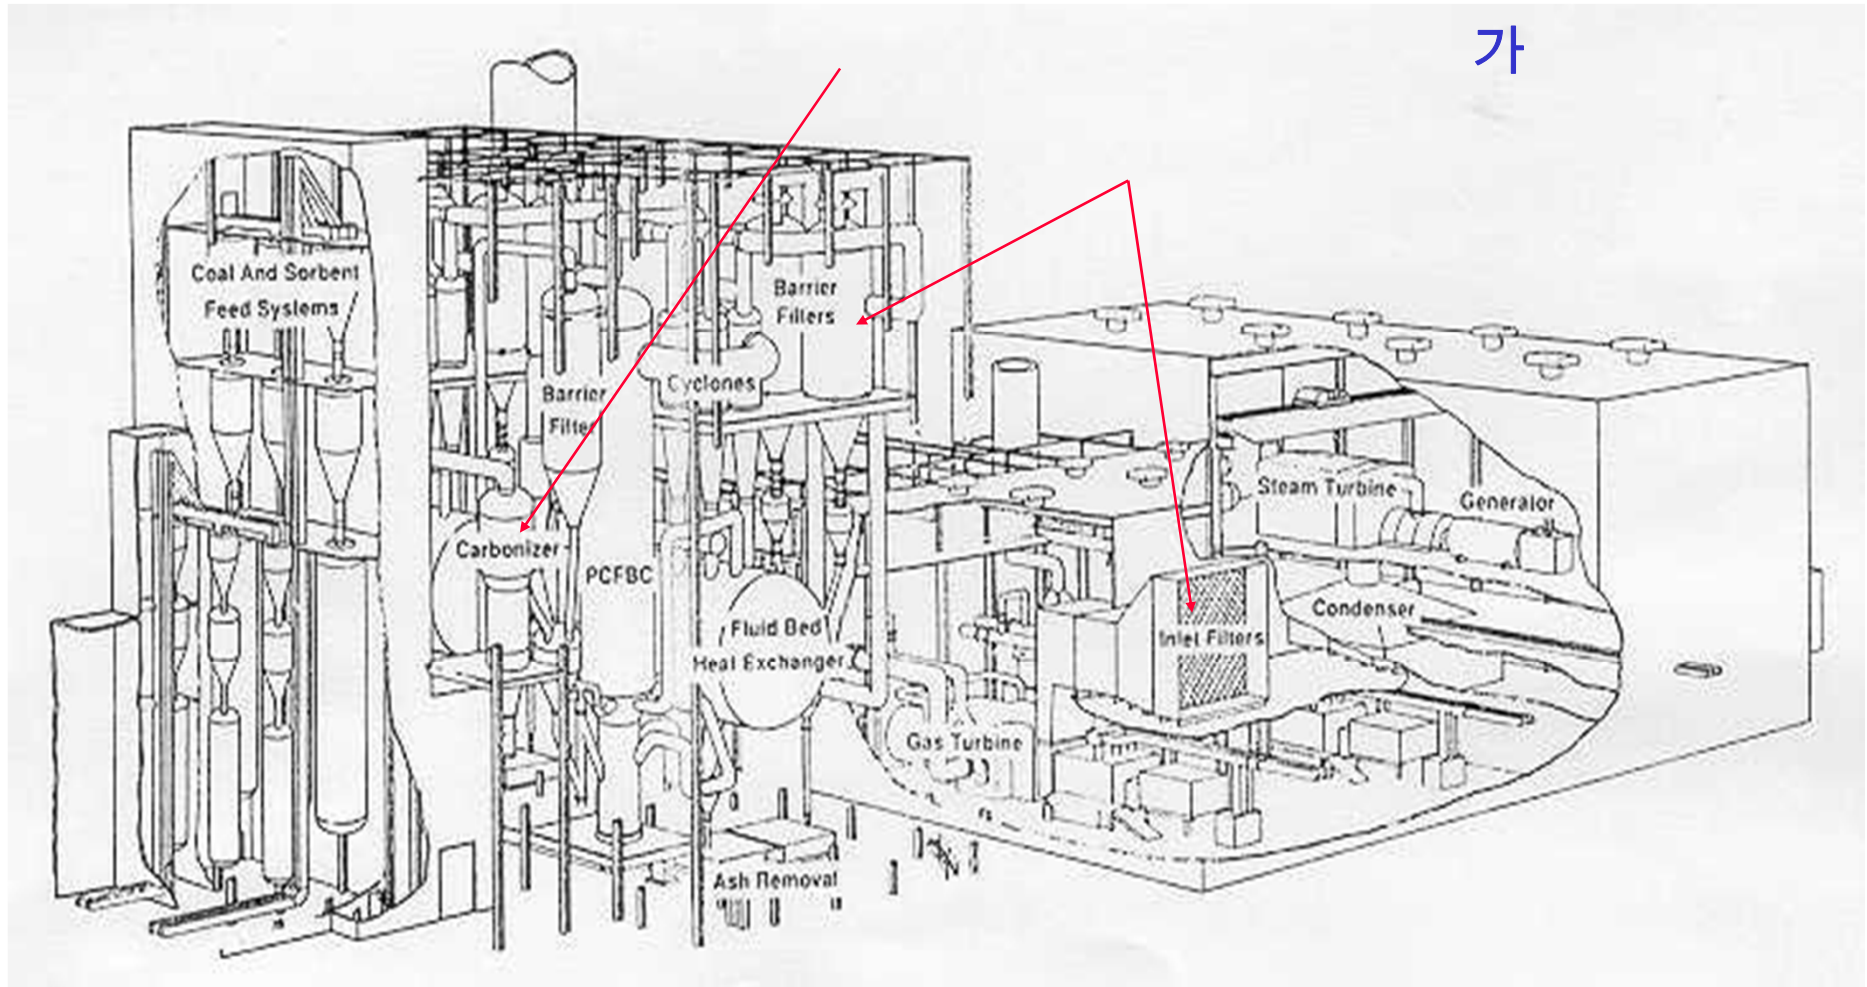 가
Coal And Sorbent
Feed Systems
Barrier
Filters
Cyclones
Barrier
Filter
Steam Turbine
Generator
Carbonizer
PCFBC
Condenser
Fluid Bed
Heat Exchanger
Inlet Filters
Gas Turbine
Ash Removal